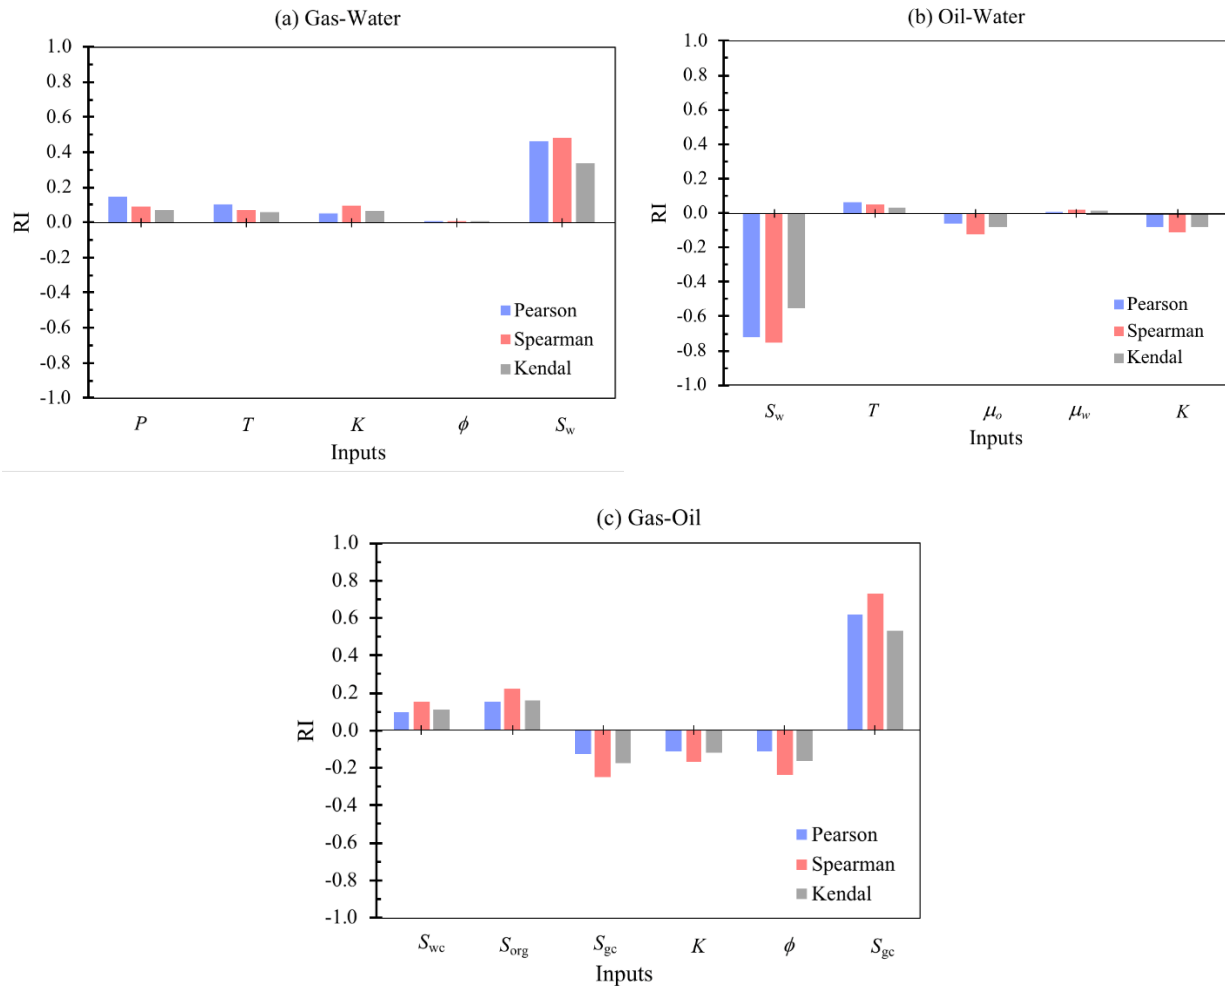 (a) Gas-Water
1.0
0.8
0.6
0.4
0.2
0.0
-0.2
-0.4
-0.6
-0.8
-1.0
RI
Pearson
Spearman
Kendal
P T K ϕ Sw
Inputs
(b) Oil-Water
1.0
0.8
0.6
0.4
0.2
0.0
-0.2
-0.4
-0.6
-0.8
-1.0
RI
Pearson
Spearman
Kendal
Sw T μo μw K
Inputs
(c) Gas-Oil
1.0
0.8
0.6
0.4
0.2
0.0
-0.2
-0.4
-0.6
-0.8
-1.0
RI
Pearson
Spearman
Kendal
Swc Sorg Sgc K ϕ Sgc
Inputs